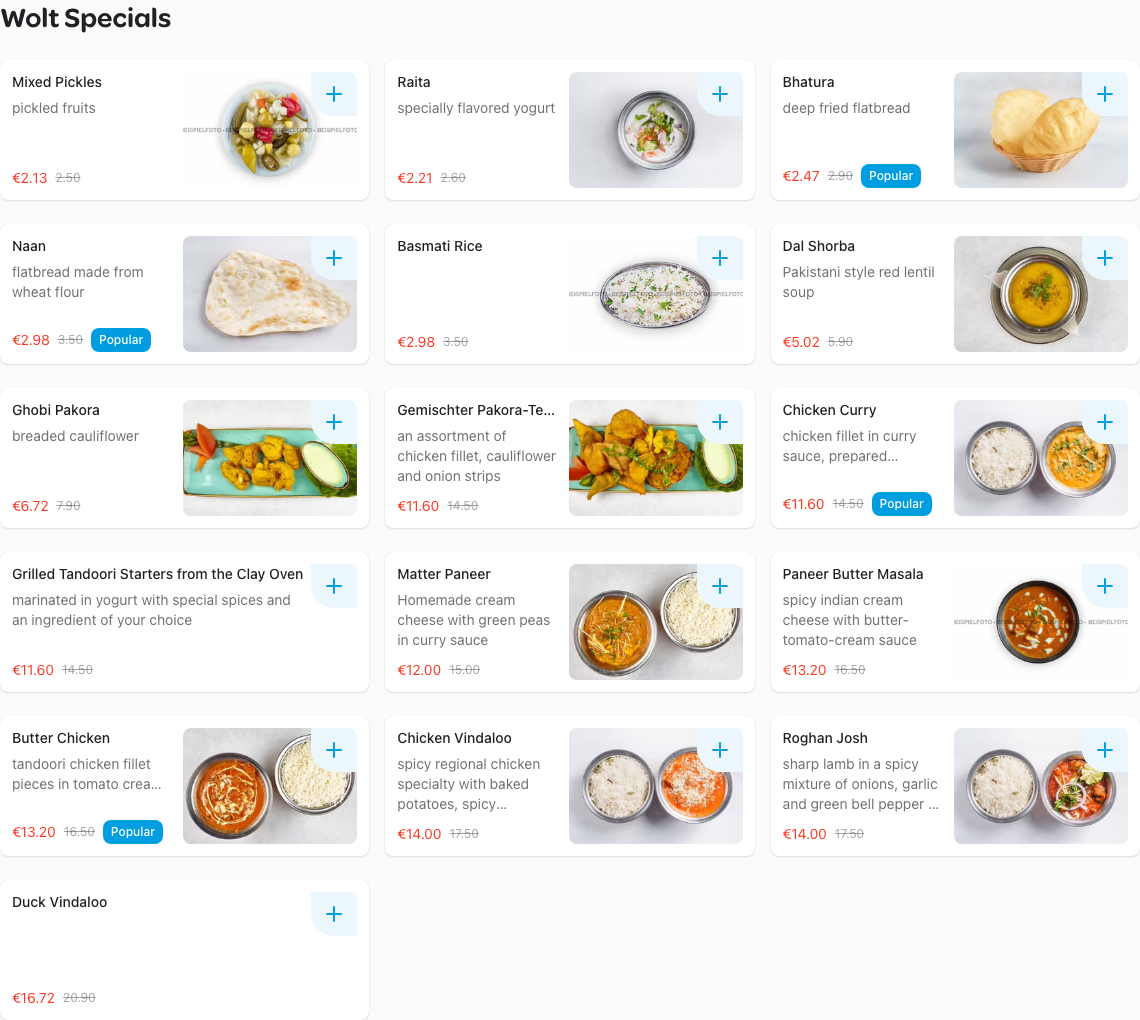 Wolt Specials
Mixed Pickles
pickled fruits
€2.13 2.50
BEISPIELFOTO • BEISPIELFOTO • BEISPIELFOTO
Raita
specially flavored yogurt
€2.21 2.60
Bhatura
deep fried flatbread
€2.47 2.90 Popular
Naan
flatbread made from
wheat flour
€2.98 3.50 Popular
Basmati Rice
€2.98 3.50
BEISPIELFOTO BEISPIELFOTO
Dal Shorba
Pakistani style red lentil
soup
€5.02 5.90
Ghobi Pakora
breaded cauliflower
€6.72 7.90
Gemischter Pakora-Te...
an assortment of
chicken fillet, cauliflower
and onion strips
€11.60 14.50
Chicken Curry
chicken fillet in curry
sauce, prepared...
€11.60 14.50 Popular
Grilled Tandoori Starters from the Clay Oven
marinated in yogurt with special spices and
an ingredient of your choice
€11.60 14.50
Matter Paneer
Homemade cream
cheese with green peas
in curry sauce
€12.00 15.00
Paneer Butter Masala
spicy indian cream
cheese with butter-
tomato-cream sauce
€13.20 16.50
BEISPIELFOTO • BEISPIELFOTO
Butter Chicken
tandoori chicken fillet
pieces in tomato crea...
€13.20 16.50 Popular
Chicken Vindaloo
spicy regional chicken
specialty with baked
potatoes, spicy...
€14.00 17.50
Roghan Josh
sharp lamb in a spicy
mixture of onions, garlic
and green bell pepper ...
€14.00 17.50
Duck Vindaloo
€16.72 20.90